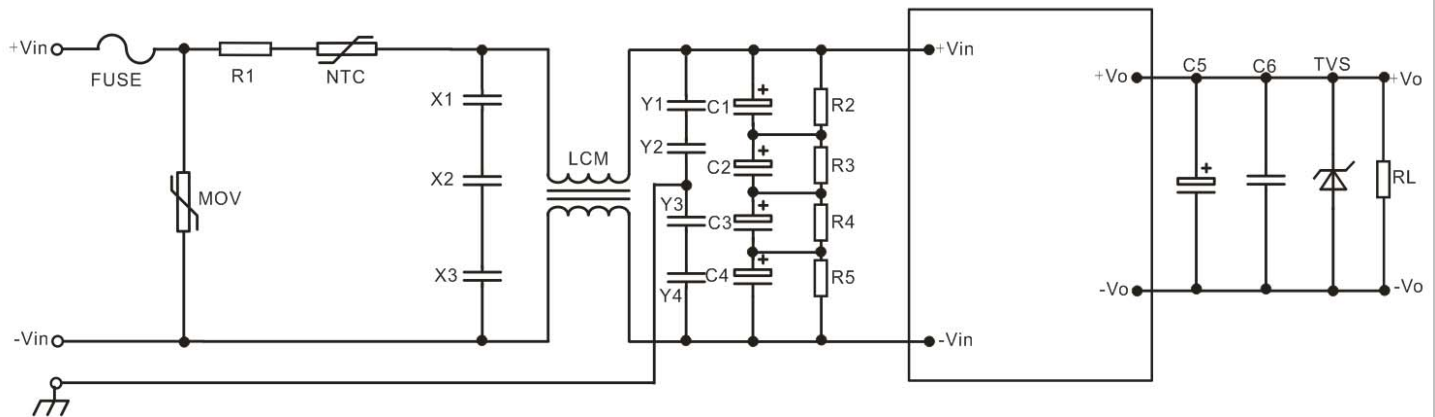 +Vin
FUSE
R1
NTC
MOV
X1
X2
X3
LCM
Y1
Y2
Y3
Y4
C1
+
C2
+
C3
+
C4
+
R2
R3
R4
R5
+Vin
-Vin
+Vo
-Vo
C5
+
C6
TVS
RL
+Vo
-Vo
-Vin